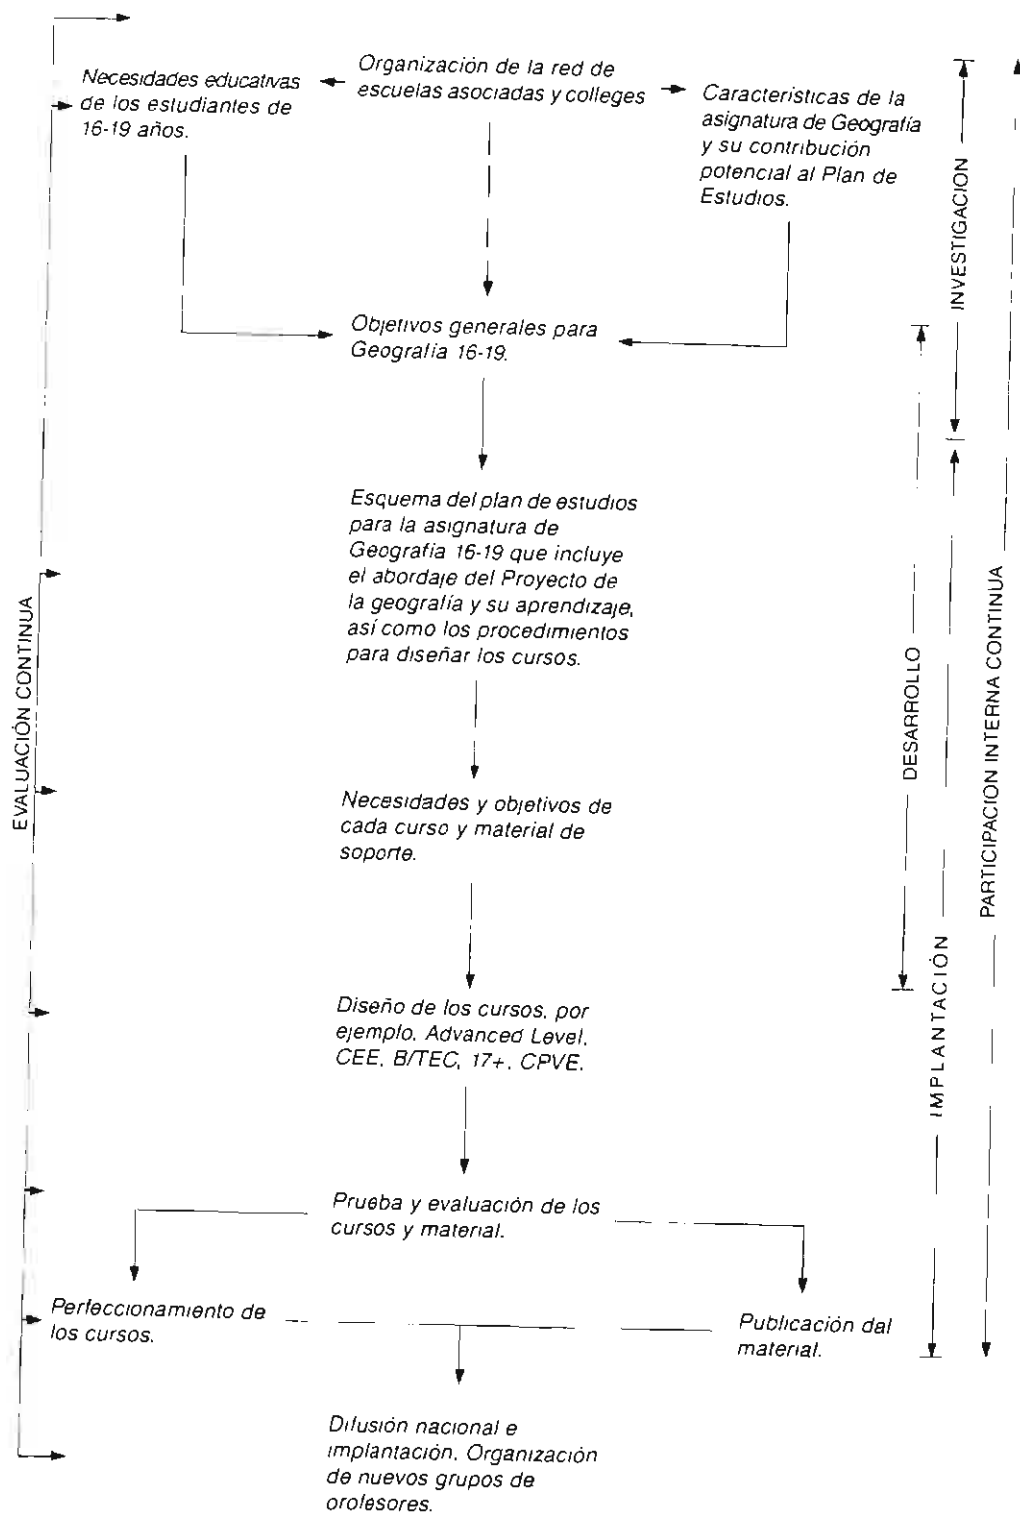 Organización de la red de
escuelas asociadas y colleges
Necesidades educativas
de los estudiantes de
16-19 años.
Características de la
asignatura de Geografía
y su contribución
potencial al Plan de
Estudios.
Objetivos generales para
Geografía 16-19.
Esquema del plan de estudios
para la asignatura de
Geografía 16-19 que incluye
el abordaje del Proyecto de
la geografía y su aprendizaje,
así como los procedimientos
para diseñar los cursos.
Necesidades y objetivos de
cada curso y material de
soporte.
Diseño de los cursos, por
ejemplo, Advanced Level,
CEE, B/TEC, 17+, CPVE.
Prueba y evaluación de los
cursos y material.
Perfeccionamiento de
los cursos.
Publicación dal
material.
Difusión nacional e
implantación. Organización
de nuevos grupos de
orofesores.
EVALUACIÓN CONTINUA
INVESTIGACION
DESARROLLO
IMPLANTACIÓN
PARTICIPACION INTERNA CONTINUA